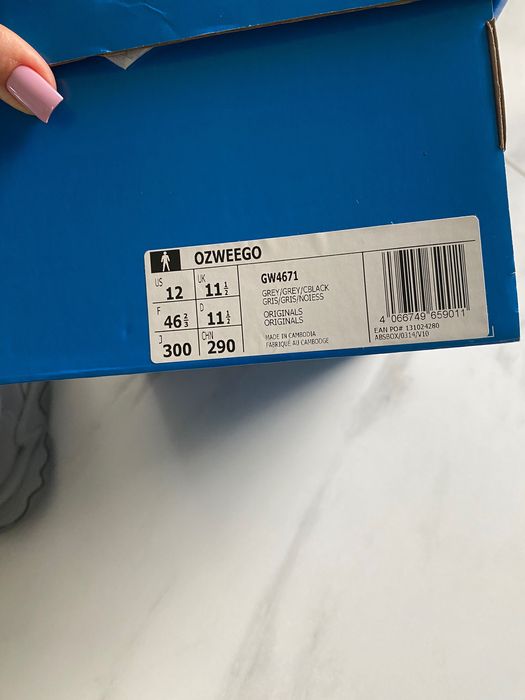 OZWEEGO
US 12 UK 11 1/2
F 46 2/3 D 11 1/2
J 300 CHN 290
GW4671
GREY/GREY/CBLACK
GRIS/GRIS/NOIESS
ORIGINALS
ORIGINALS
MADE IN CAMBODIA
FABRIQUÉ AU CAMBODGE
4 066749 659011
EAN PO# 131024280
ABSBOX/0314/V10